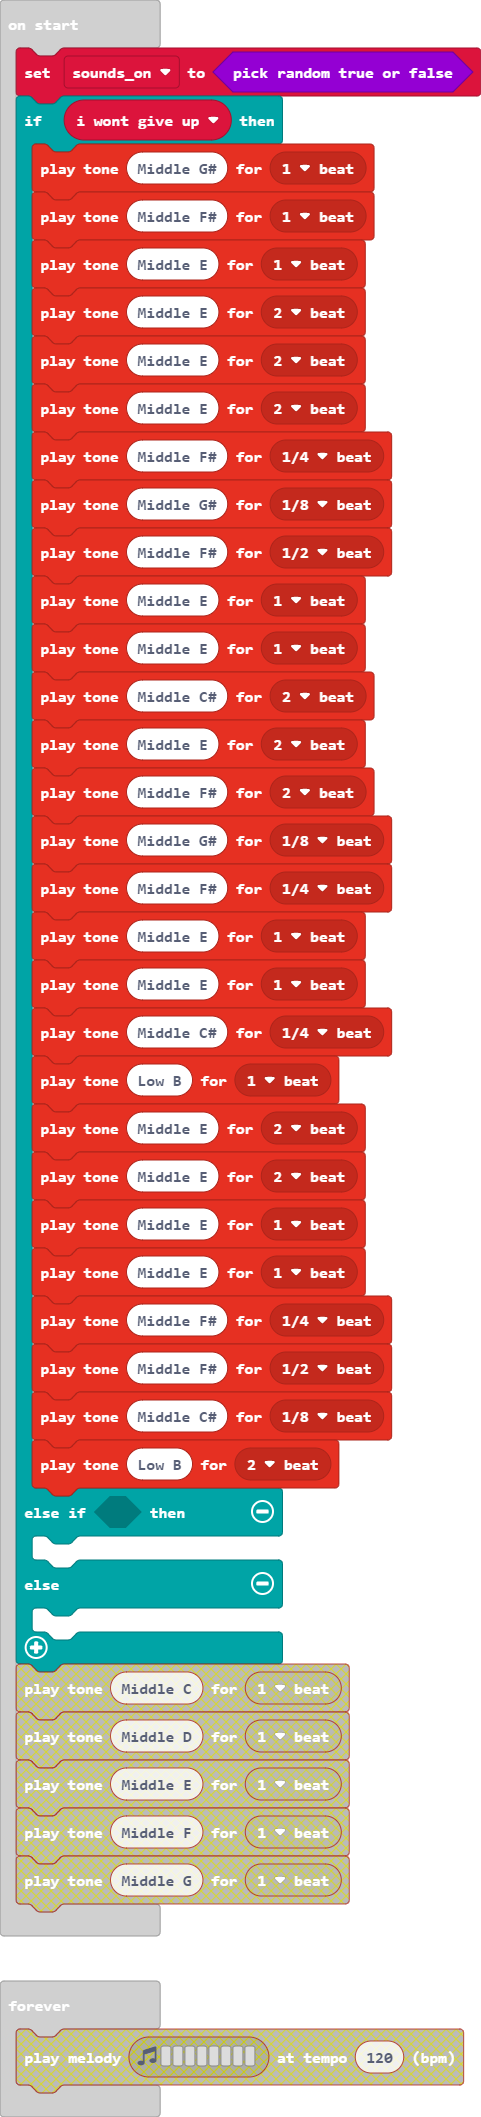 on start
set sounds_on to pick random true or false
if i wont give up then
play tone Middle G# for 1 beat
play tone Middle F# for 1 beat
play tone Middle E for 1 beat
play tone Middle E for 2 beat
play tone Middle E for 2 beat
play tone Middle E for 2 beat
play tone Middle F# for 1/4 beat
play tone Middle G# for 1/8 beat
play tone Middle F# for 1/2 beat
play tone Middle E for 1 beat
play tone Middle E for 1 beat
play tone Middle C# for 2 beat
play tone Middle E for 2 beat
play tone Middle F# for 2 beat
play tone Middle G# for 1/8 beat
play tone Middle F# for 1/4 beat
play tone Middle E for 1 beat
play tone Middle E for 1 beat
play tone Middle C# for 1/4 beat
play tone Low B for 1 beat
play tone Middle E for 2 beat
play tone Middle E for 2 beat
play tone Middle E for 1 beat
play tone Middle E for 1 beat
play tone Middle F# for 1/4 beat
play tone Middle F# for 1/2 beat
play tone Middle C# for 1/8 beat
play tone Low B for 2 beat
else if then
else
play tone Middle C for 1 beat
play tone Middle D for 1 beat
play tone Middle E for 1 beat
play tone Middle F for 1 beat
play tone Middle G for 1 beat
forever
play melody at tempo 120 (bpm)